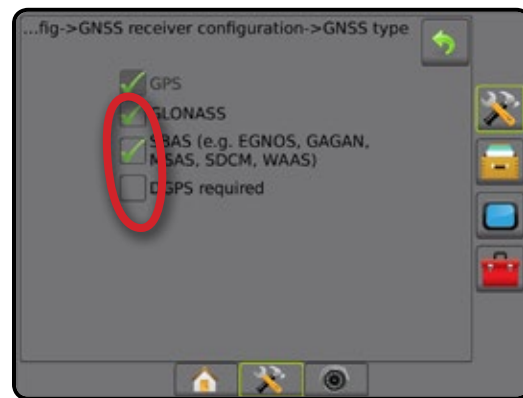 ...fig->GNSS receiver configuration->GNSS type
GPS
GLONASS
SBAS (e.g. EGNOS, GAGAN,
MSAS, SDCM, WAAS)
DGPS required